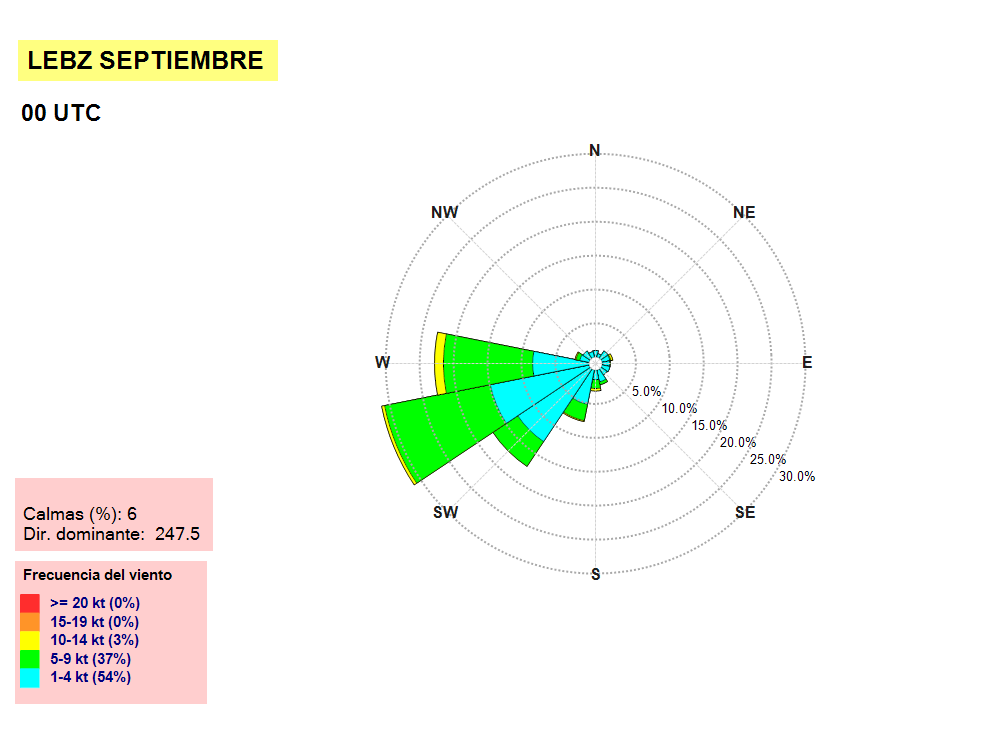 LEBZ SEPTIEMBRE
00 UTC
N
NW
NE
W
E
5.0%
10.0%
15.0%
20.0%
25.0%
30.0%
SW
SE
S
Calmas (%): 6
Dir. dominante: 247.5
Frecuencia del viento
>= 20 kt (0%)
15-19 kt (0%)
10-14 kt (3%)
5-9 kt (37%)
1-4 kt (54%)